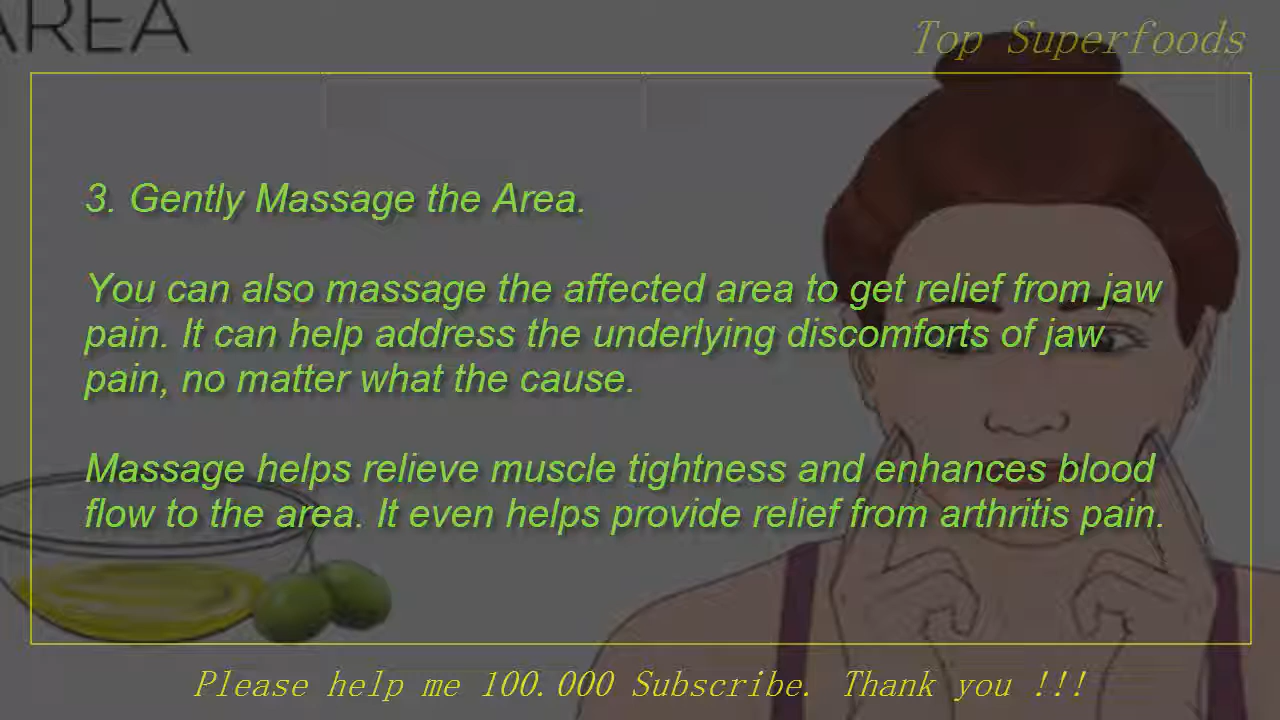 AREA
Top Superfoods
3. Gently Massage the Area.
You can also massage the affected area to get relief from jaw
pain. It can help address the underlying discomforts of jaw
pain, no matter what the cause.
Massage helps relieve muscle tightness and enhances blood
flow to the area. It even helps provide relief from arthritis pain.
Please help me 100.000 Subscribe. Thank you !!!